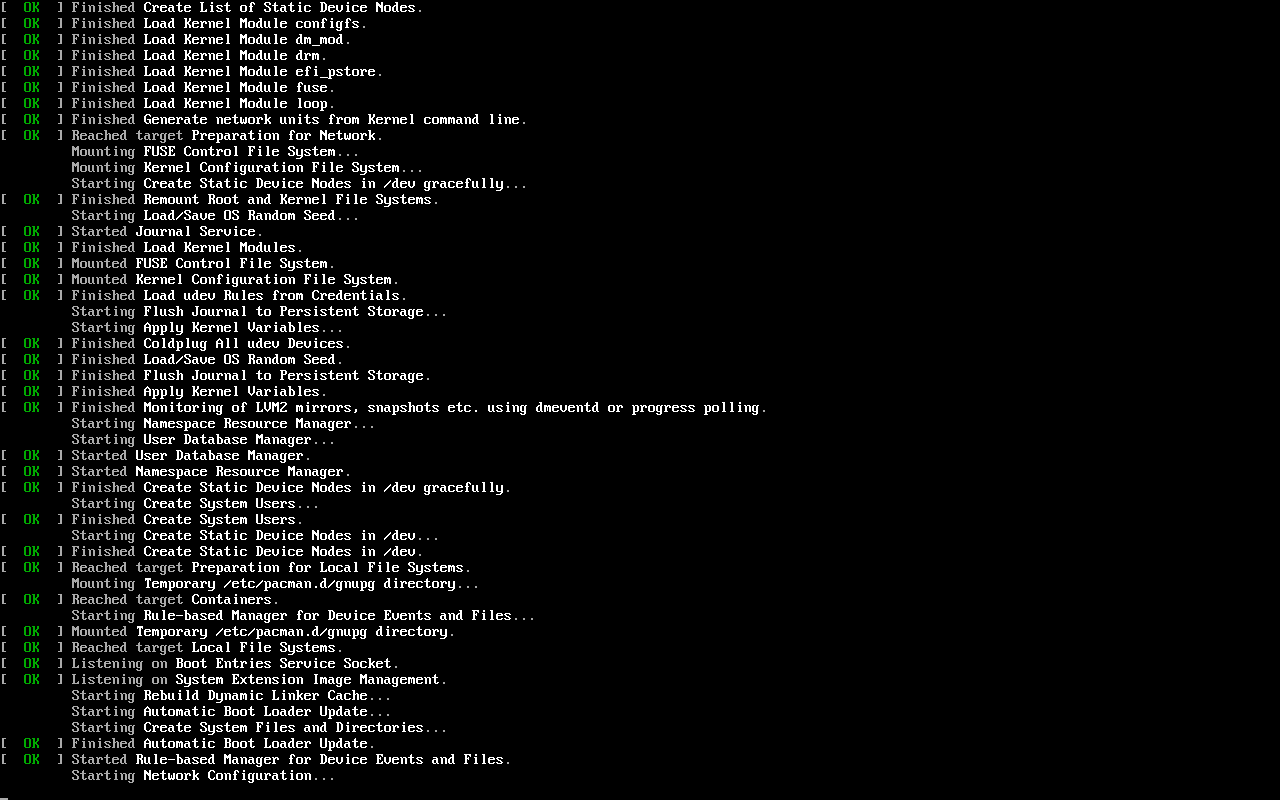 [  OK  ] Finished Create List of Static Device Nodes.
[  OK  ] Finished Load Kernel Module configfs.
[  OK  ] Finished Load Kernel Module dm_mod.
[  OK  ] Finished Load Kernel Module drm.
[  OK  ] Finished Load Kernel Module efi_pstore.
[  OK  ] Finished Load Kernel Module fuse.
[  OK  ] Finished Load Kernel Module loop.
[  OK  ] Finished Generate network units from Kernel command line.
[  OK  ] Reached target Preparation for Network.
         Mounting FUSE Control File System...
         Mounting Kernel Configuration File System...
         Starting Create Static Device Nodes in /dev gracefully...
[  OK  ] Finished Remount Root and Kernel File Systems.
         Starting Load/Save OS Random Seed...
[  OK  ] Started Journal Service.
[  OK  ] Finished Load Kernel Modules.
[  OK  ] Mounted FUSE Control File System.
[  OK  ] Mounted Kernel Configuration File System.
[  OK  ] Finished Load udev Rules from Credentials.
         Starting Flush Journal to Persistent Storage...
         Starting Apply Kernel Variables...
[  OK  ] Finished Coldplug All udev Devices.
[  OK  ] Finished Load/Save OS Random Seed.
[  OK  ] Finished Flush Journal to Persistent Storage.
[  OK  ] Finished Apply Kernel Variables.
[  OK  ] Finished Monitoring of LVM2 mirrors, snapshots etc. using dmeventd or progress polling.
         Starting Namespace Resource Manager...
         Starting User Database Manager...
[  OK  ] Started User Database Manager.
[  OK  ] Started Namespace Resource Manager.
[  OK  ] Finished Create Static Device Nodes in /dev gracefully.
         Starting Create System Users...
[  OK  ] Finished Create System Users.
         Starting Create Static Device Nodes in /dev...
[  OK  ] Finished Create Static Device Nodes in /dev.
[  OK  ] Reached target Preparation for Local File Systems.
         Mounting Temporary /etc/pacman.d/gnupg directory...
[  OK  ] Reached target Containers.
         Starting Rule-based Manager for Device Events and Files...
[  OK  ] Mounted Temporary /etc/pacman.d/gnupg directory.
[  OK  ] Reached target Local File Systems.
[  OK  ] Listening on Boot Entries Service Socket.
[  OK  ] Listening on System Extension Image Management.
         Starting Rebuild Dynamic Linker Cache...
         Starting Automatic Boot Loader Update...
         Starting Create System Files and Directories...
[  OK  ] Finished Automatic Boot Loader Update.
[  OK  ] Started Rule-based Manager for Device Events and Files.
         Starting Network Configuration...